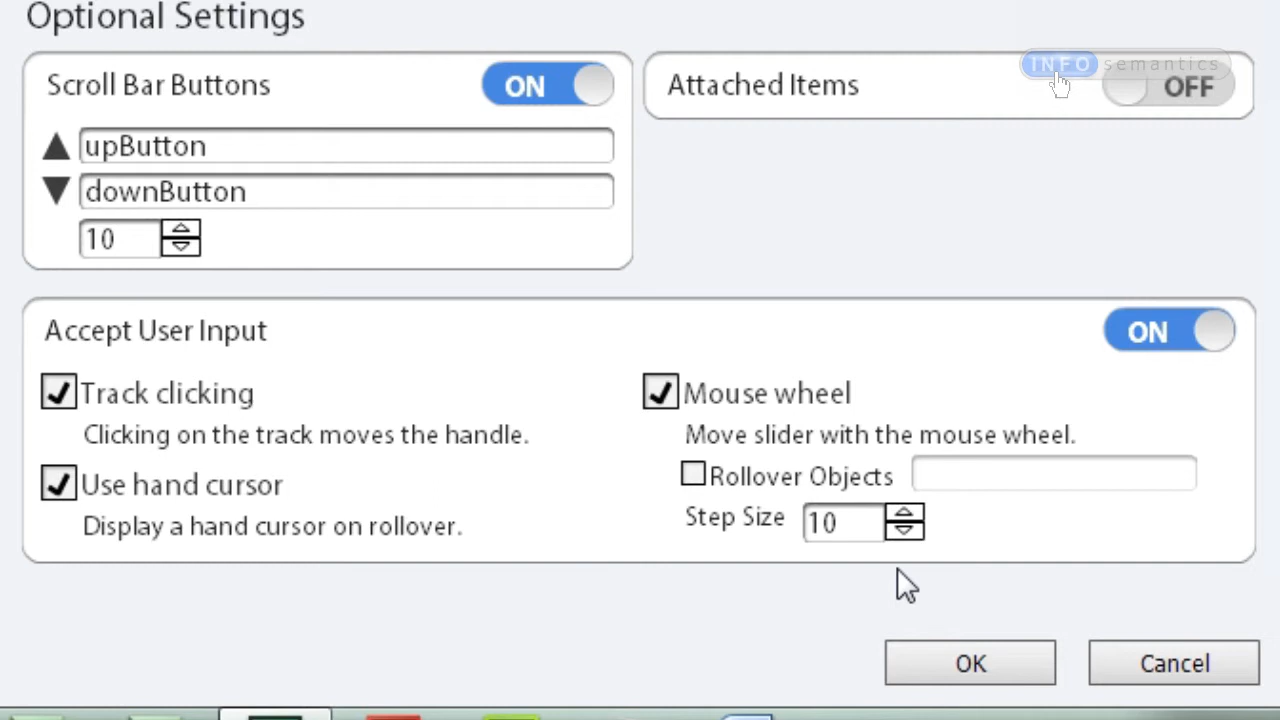 Optional Settings
Scroll Bar Buttons
ON
upButton
downButton
10
Attached Items
OFF
INFO semantics
Accept User Input
ON
Track clicking
Clicking on the track moves the handle.
Use hand cursor
Display a hand cursor on rollover.
Mouse wheel
Move slider with the mouse wheel.
Rollover Objects
Step Size 10
OK
Cancel